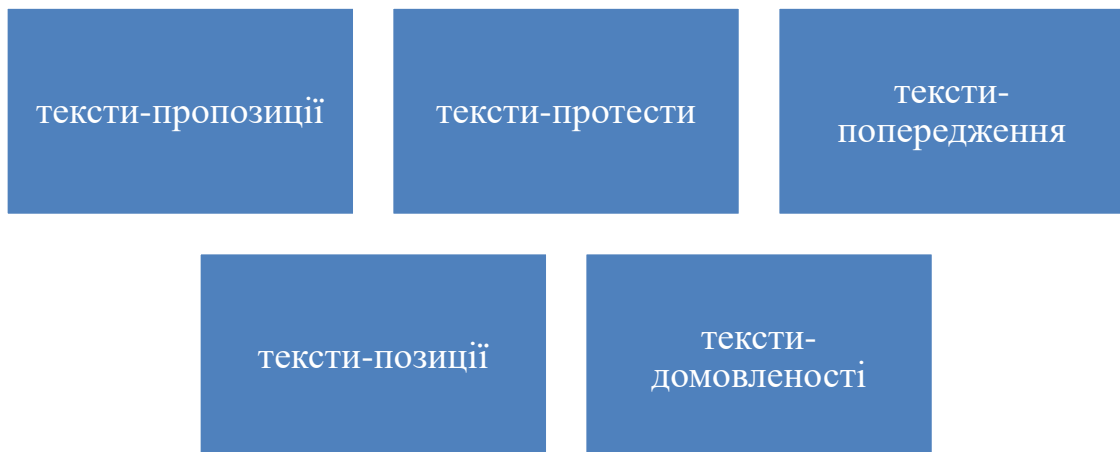 тексти-пропозиції
тексти-протести
тексти-
попередження
тексти-позиції
тексти-
домовленості